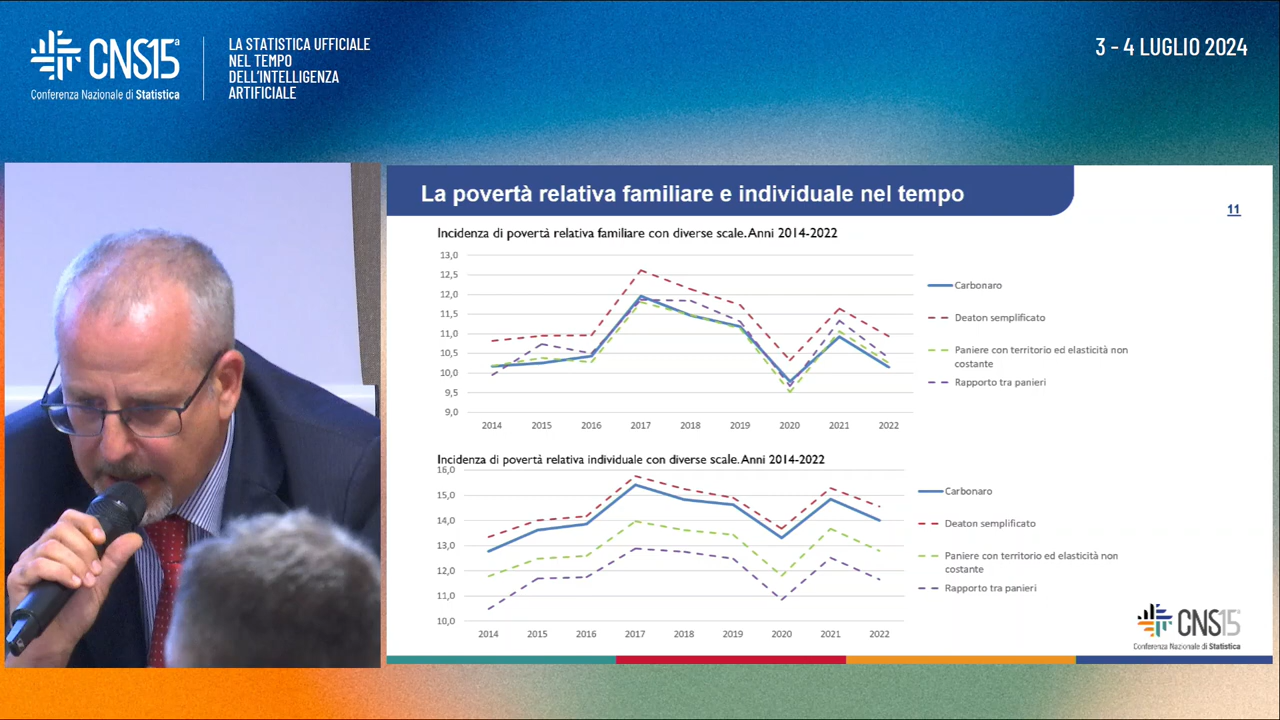 CNS15ª
Conferenza Nazionale di Statistica
LA STATISTICA UFFICIALE
NEL TEMPO
DELL'INTELLIGENZA
ARTIFICIALE
3 - 4 LUGLIO 2024
La povertà relativa familiare e individuale nel tempo
11
Incidenza di povertà relativa familiare con diverse scale. Anni 2014-2022
13,0
12,5
12,0
11,5
11,0
10,5
10,0
9,5
9,0
2014 2015 2016 2017 2018 2019 2020 2021 2022
Carbonaro
Deaton semplificato
Paniere con territorio ed elasticità non
costante
Rapporto tra panieri
Incidenza di povertà relativa individuale con diverse scale. Anni 2014-2022
16,0
15,0
14,0
13,0
12,0
11,0
10,0
2014 2015 2016 2017 2018 2019 2020 2021 2022
Carbonaro
Deaton semplificato
Paniere con territorio ed elasticità non
costante
Rapporto tra panieri
CNS15ª
Conferenza Nazionale di Statistica